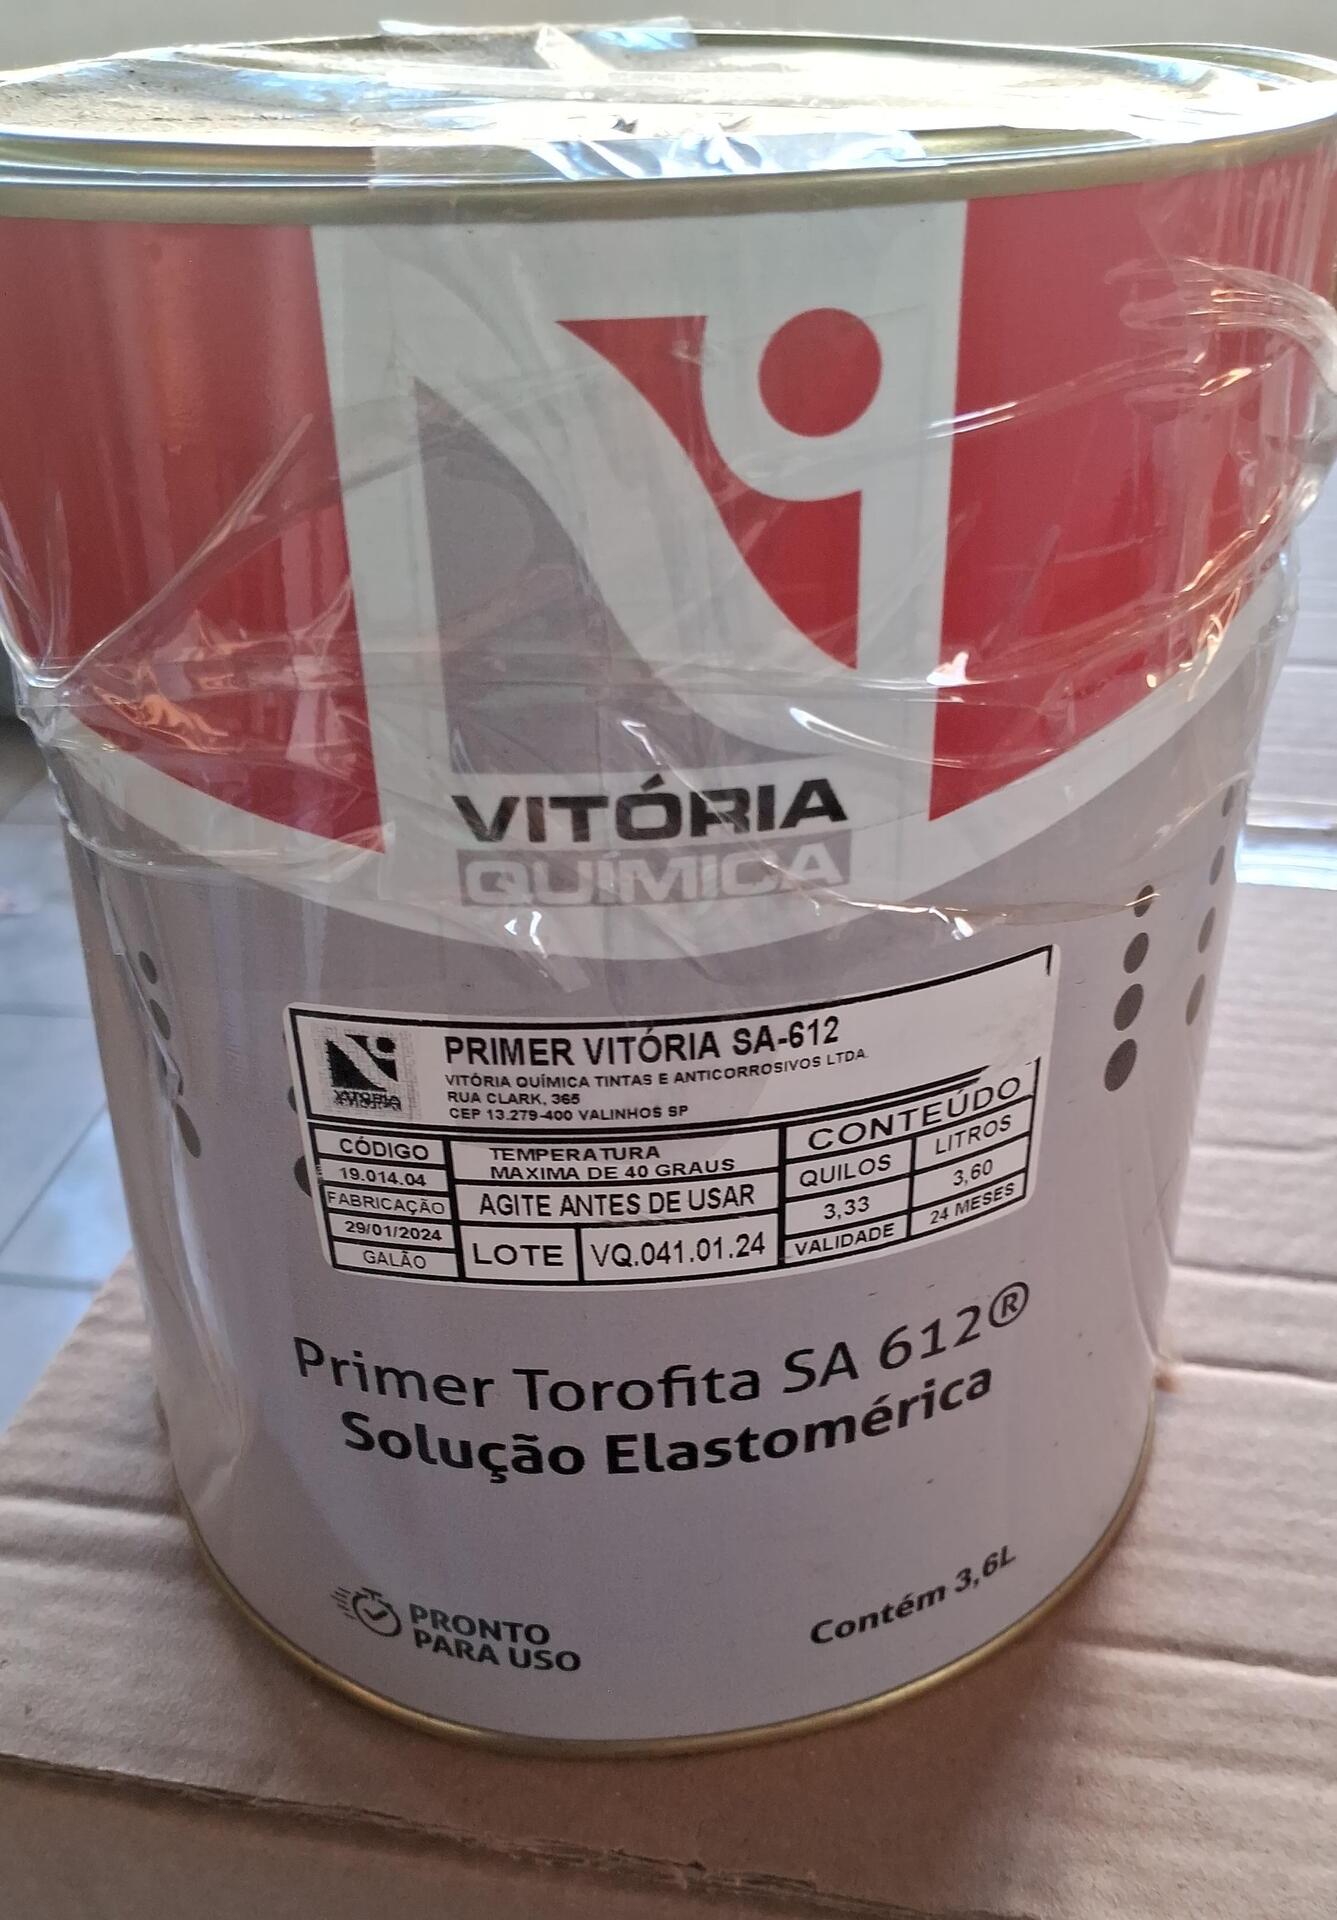 VITÓRIA
QUÍMICA
VITÓRIA
PRIMER VITÓRIA SA-612
VITÓRIA QUÍMICA TINTAS E ANTICORROSIVOS LTDA.
RUA CLARK, 365
CEP 13.279-400 VALINHOS SP
CÓDIGO
19.014.04
FABRICAÇÃO
29/01/2024
GALÃO
TEMPERATURA
MAXIMA DE 40 GRAUS
AGITE ANTES DE USAR
LOTE VQ.041.01.24
CONTEÚDO
QUILOS LITROS
3,33 3,60
VALIDADE 24 MESES
Primer Torofita SA 612®
Solução Elastomérica
PRONTO
PARA USO
Contém 3,6L